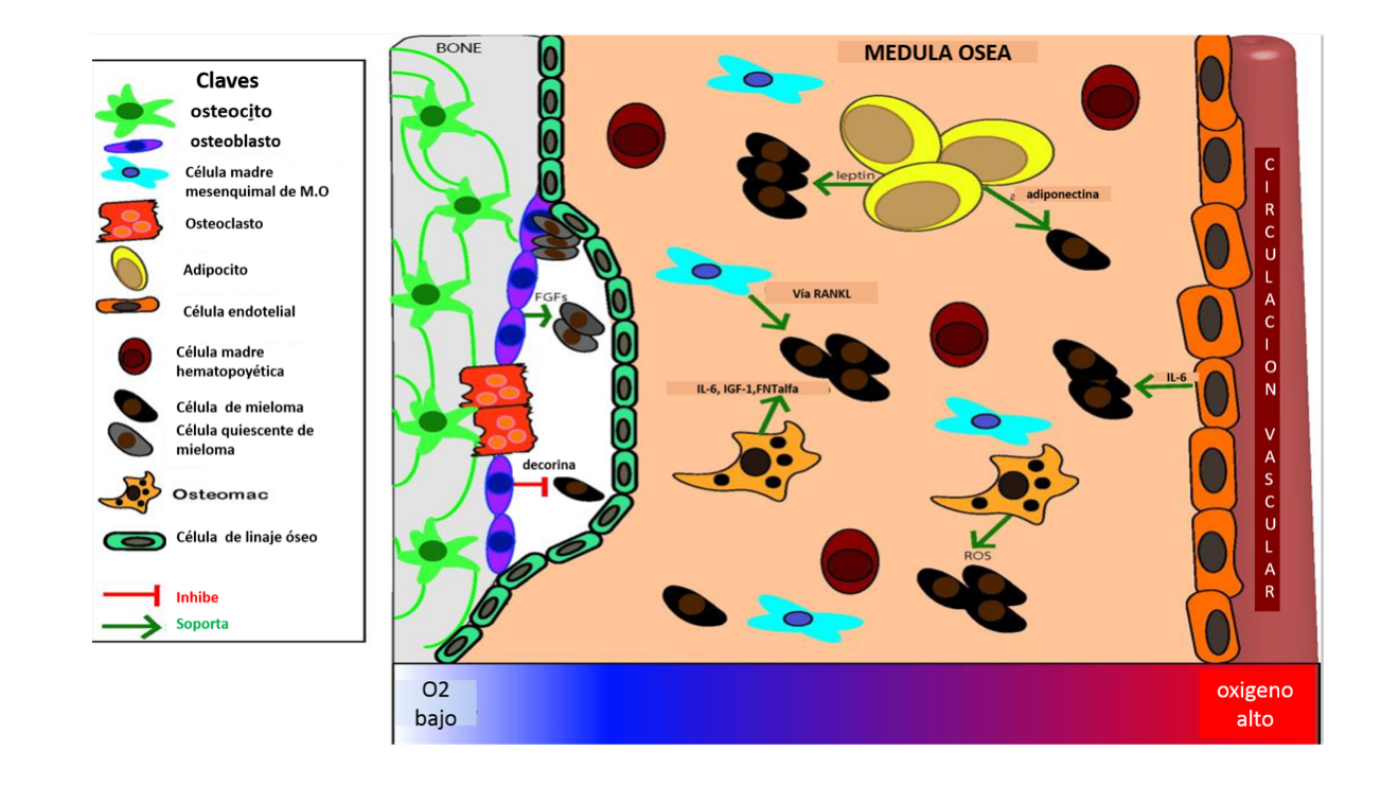 Claves
osteocito
osteoblasto
Célula madre
mesenquimal de M.O
Osteoclasto
Adipocito
Célula endotelial
Célula madre
hematopoyética
Célula de mieloma
Célula quiescente de
mieloma
Osteomac
Célula de linaje óseo
Inhibe
Soporta
BONE
MEDULA OSEA
leptin
adiponectina
Vía RANKL
FGFs
IL-6, IGF-1,FNTalfa
IL-6
decorina
ROS
CIRCULACION VASCULAR
O2
bajo
oxigeno
alto